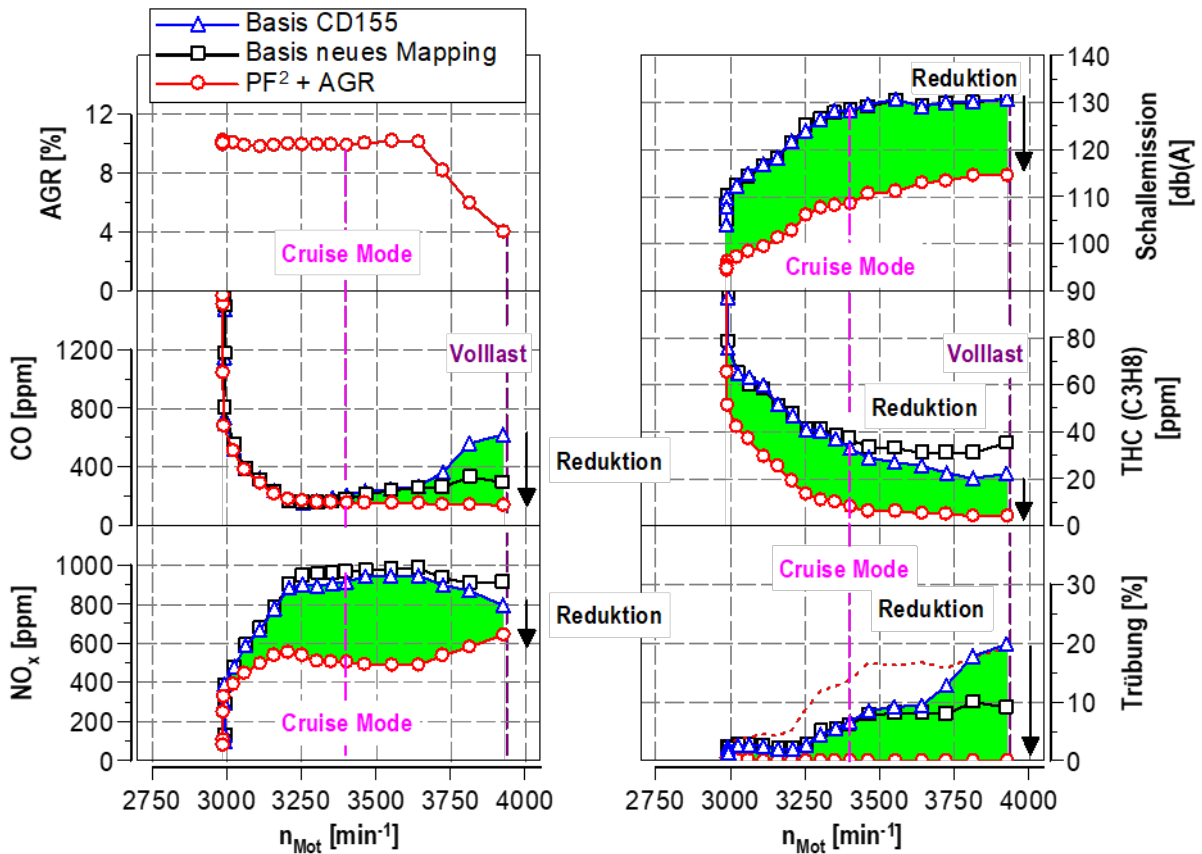 Basis CD155
Basis neues Mapping
PF² + AGR
AGR [%]
12
8
4
0
Cruise Mode
CO [ppm]
1200
800
400
0
Volllast
Reduktion
NOx [ppm]
1000
800
600
400
200
0
Cruise Mode
Reduktion
2750 3000 3250 3500 3750 4000
nMot [min-1]
Reduktion
140
130
120
110
100
90
Schallemission
[db(A]
Cruise Mode
Volllast
Reduktion
80
60
40
20
0
THC (C3H8)
[ppm]
Cruise Mode
Reduktion
30
20
10
0
Trübung [%]
2750 3000 3250 3500 3750 4000
nMot [min-1]